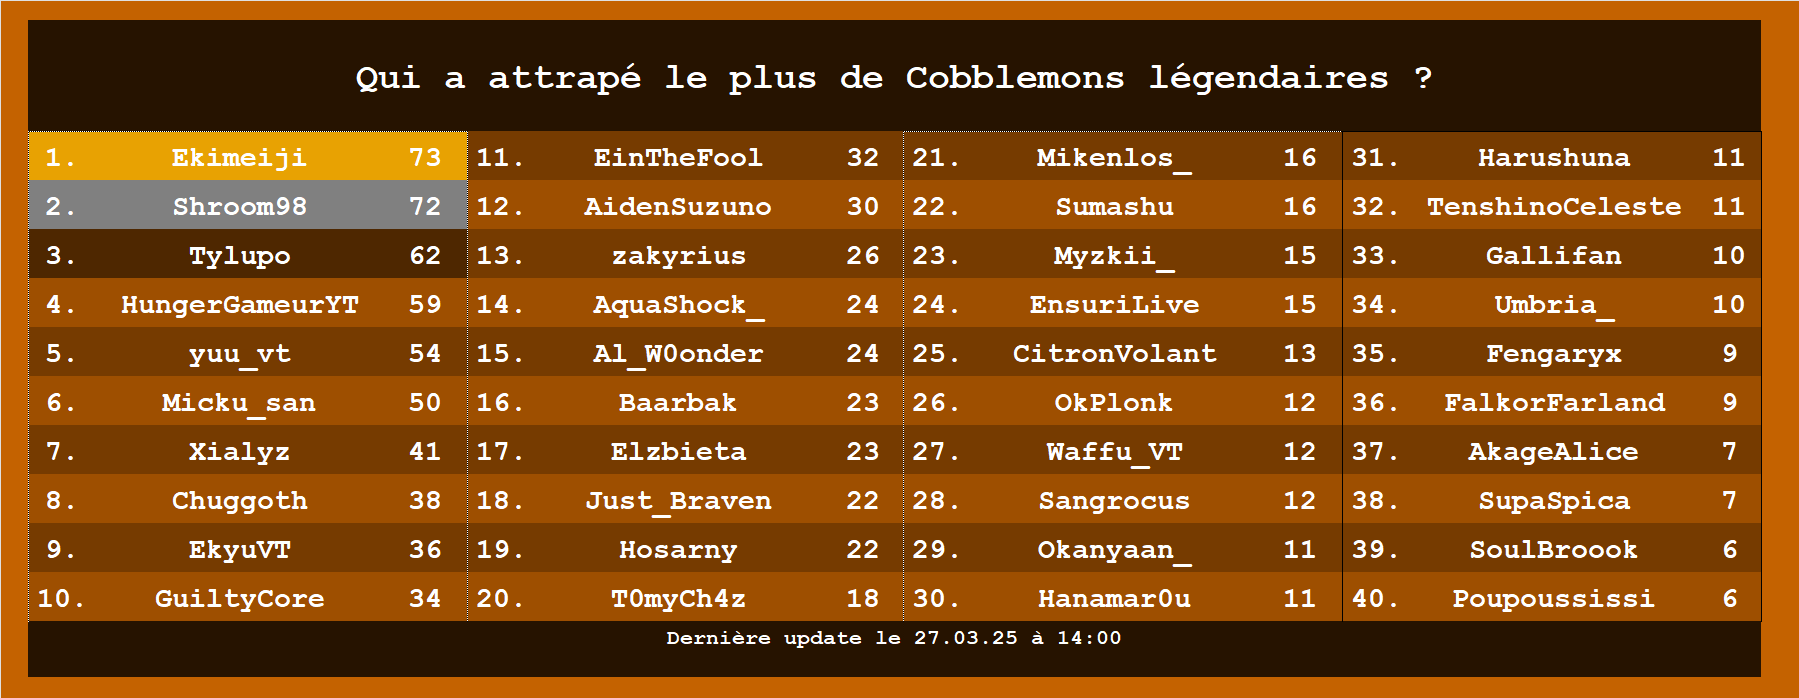 Qui a attrapé le plus de Cobblemons légendaires ?
1. Ekimeiji 73
2. Shroom98 72
3. Tylupo 62
4. HungerGameurYT 59
5. yuu_vt 54
6. Micku_san 50
7. Xialyz 41
8. Chuggoth 38
9. EkyuVT 36
10. GuiltyCore 34
11. EinTheFool 32
12. AidenSuzuno 30
13. zakyrius 26
14. AquaShock_ 24
15. Al_W0onder 24
16. Baarbak 23
17. Elzbieta 23
18. Just_Braven 22
19. Hosarny 22
20. T0myCh4z 18
21. Mikenlos_ 16
22. Sumashu 16
23. Myzkii_ 15
24. EnsuriLive 15
25. CitronVolant 13
26. OkPlonk 12
27. Waffu_VT 12
28. Sangrocus 12
29. Okanyaan_ 11
30. Hanamar0u 11
31. Harushuna 11
32. TenshinoCeleste 11
33. Gallifan 10
34. Umbria_ 10
35. Fengaryx 9
36. FalkorFarland 9
37. AkageAlice 7
38. SupaSpica 7
39. SoulBroook 6
40. Poupoussissi 6
Dernière update le 27.03.25 à 14:00